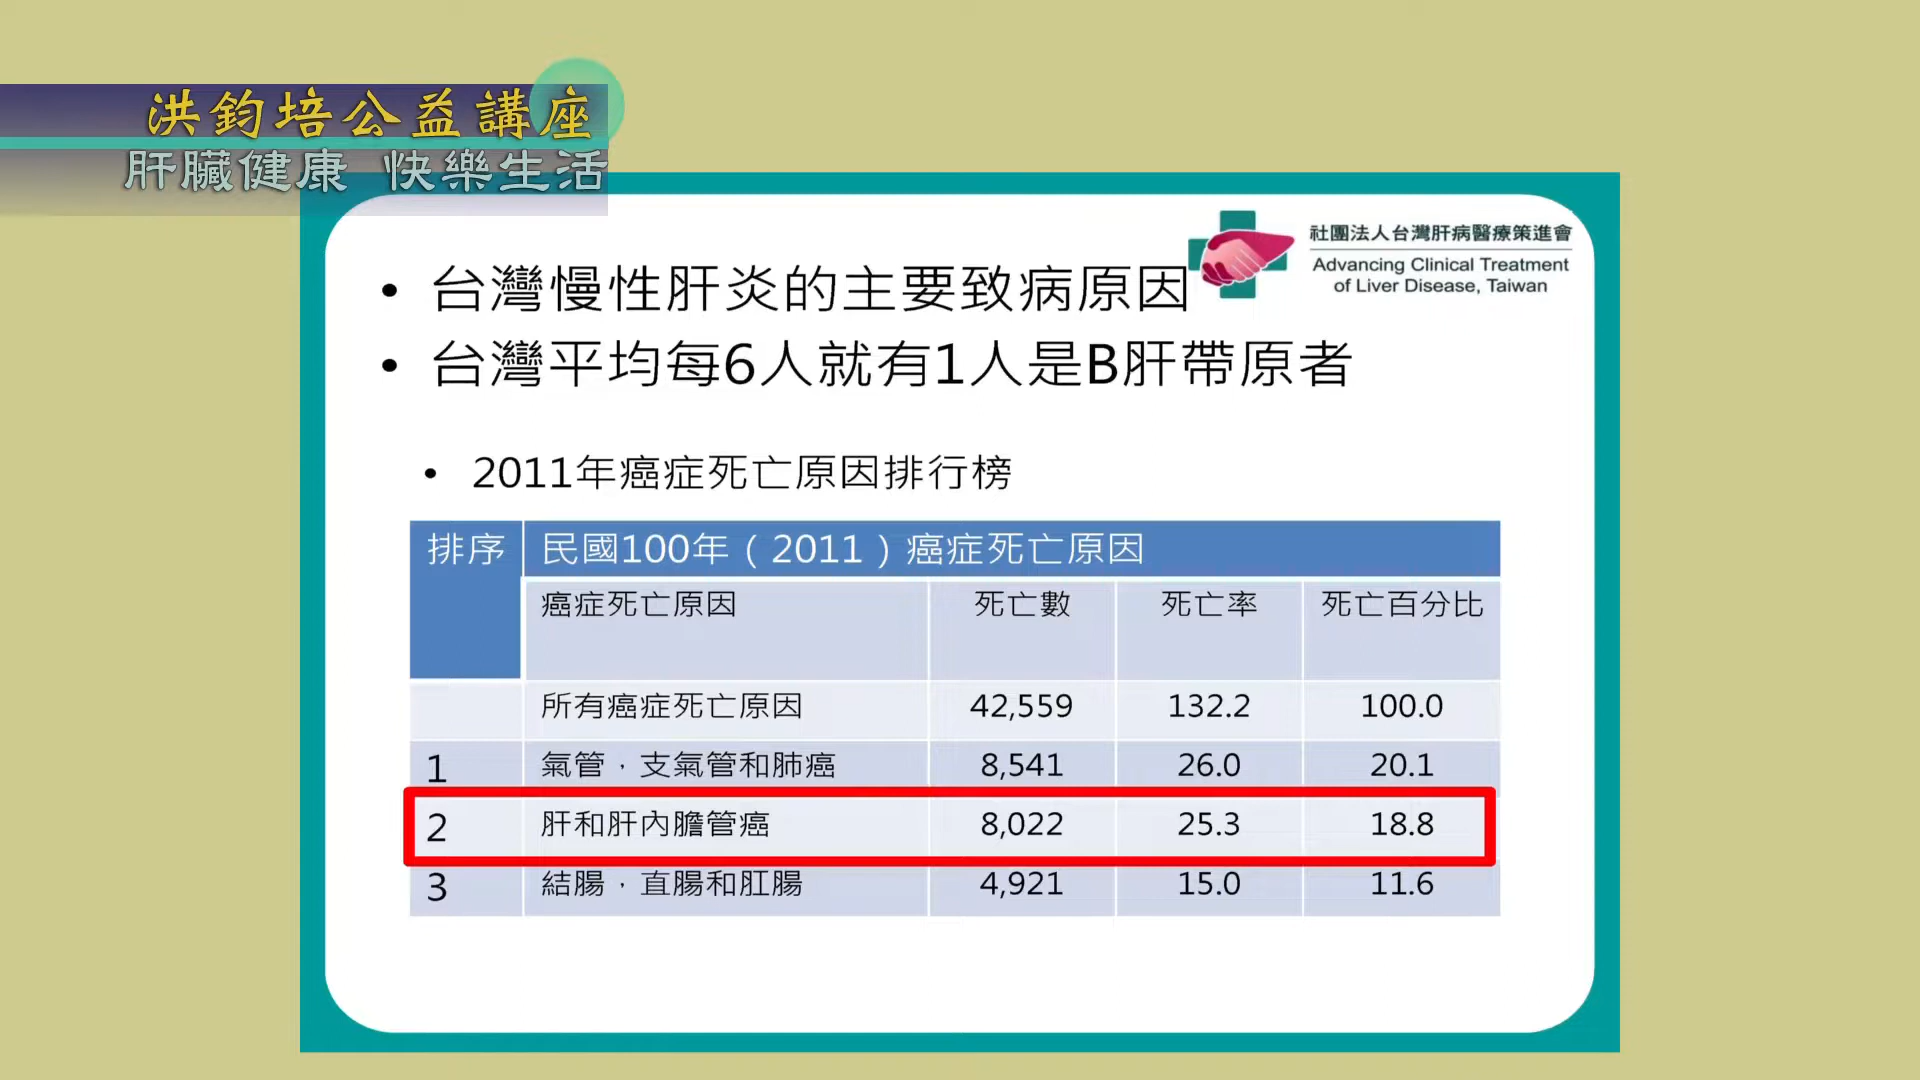 洪鈞培公益講座
肝臟健康 快樂生活
社團法人台灣肝病醫療策進會
Advancing Clinical Treatment
of Liver Disease, Taiwan
• 台灣慢性肝炎的主要致病原因
• 台灣平均每6人就有1人是B肝帶原者
• 2011年癌症死亡原因排行榜
排序 民國100年（2011）癌症死亡原因
癌症死亡原因 死亡數 死亡率 死亡百分比
所有癌症死亡原因 42,559 132.2 100.0
1 氣管，支氣管和肺癌 8,541 26.0 20.1
2 肝和肝內膽管癌 8,022 25.3 18.8
3 結腸，直腸和肛腸 4,921 15.0 11.6